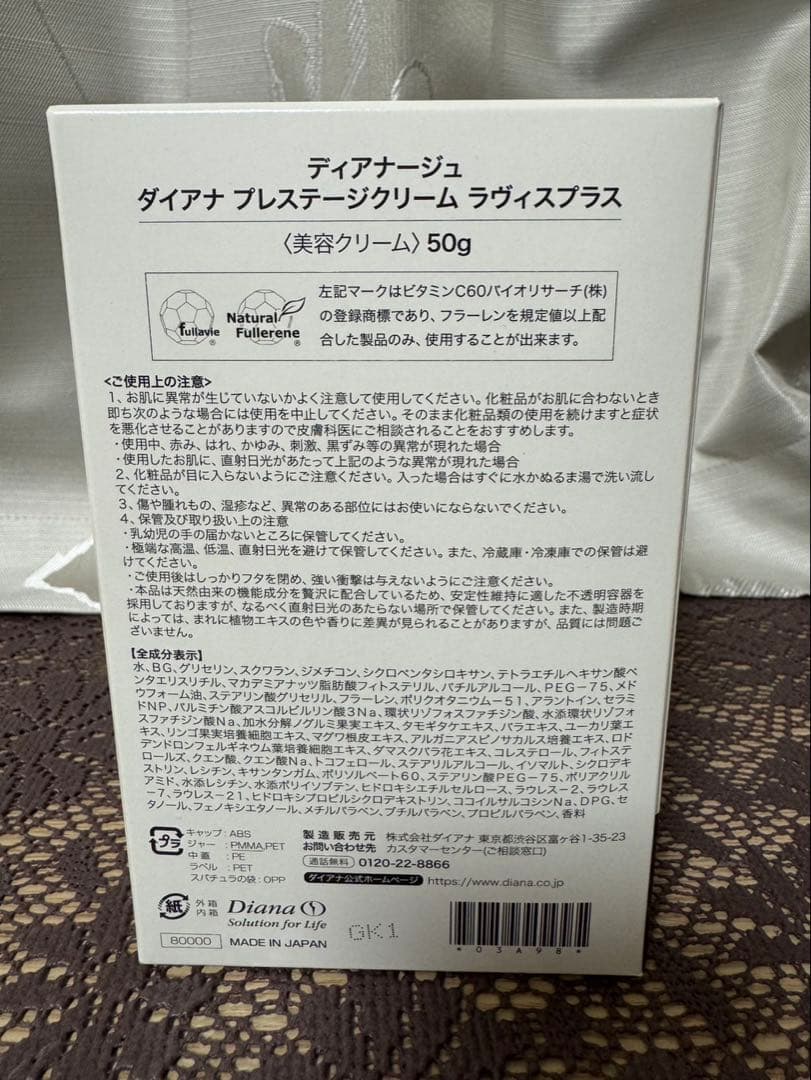 ディアナージュ
ダイアナ プレステージクリーム ラヴィスプラス
〈美容クリーム〉50g
fullavie
®
Natural
Fullerene
®
左記マークはビタミンC60バイオリサーチ(株)
の登録商標であり、フラーレンを規定値以上配
合した製品のみ、使用することが出来ます。
<ご使用上の注意>
1、お肌に異常が生じていないかよく注意して使用してください。化粧品がお肌に合わないとき
即ち次のような場合には使用を中止してください。そのまま化粧品類の使用を続けますと症状
を悪化させることがありますので皮膚科医にご相談されることをおすすめします。
・使用中、赤み、はれ、かゆみ、刺激、黒ずみ等の異常が現れた場合
・使用したお肌に、直射日光があたって上記のような異常が現れた場合
2、化粧品が目に入らないようにご注意ください。入った場合はすぐに水かぬるま湯で洗い流し
てください。
3、傷や腫れもの、湿疹など、異常のある部位にはお使いにならないでください。
4、保管及び取り扱い上の注意
・乳幼児の手の届かないところに保管してください。
・極端な高温、低温、直射日光を避けて保管してください。また、冷蔵庫・冷凍庫での保管は避
けてください。
・ご使用後はしっかりフタを閉め、強い衝撃は与えないようにご注意ください。
・本品は天然由来の機能成分を贅沢に配合しているため、安定性維持に適した不透明容器を
採用しておりますが、なるべく直射日光のあたらない場所で保管してください。また、製造時期
によっては、まれに植物エキスの色や香りに差異が見られることがありますが、品質には問題ご
ざいません。
【全成分表示】
水、BG、グリセリン、スクワラン、ジメチコン、シクロペンタシロキサン、テトラエチルヘキサン酸ペ
ンタエリスリチル、マカデミアナッツ脂肪酸フィトステリル、バチルアルコール、PEG-75、メド
ウフォーム油、ステアリン酸グリセリル、フラーレン、ポリクオタニウム-51、アラントイン、セラミ
ドNP、パルミチン酸アスコルビルリン酸3Na、環状リゾホスファチジン酸、水添環状リゾフォ
スファチジン酸Na、加水分解ノグルミ果実エキス、タモギタケエキス、バラエキス、ユーカリ葉エ
キス、リンゴ果実培養細胞エキス、マグワ根皮エキス、アルガニアスピノサカルス培養エキス、ロド
デンドロンフェルギネウム葉培養細胞エキス、ダマスクバラ花エキス、コレステロール、フィトステ
ロールズ、クエン酸、クエン酸Na、トコフェロール、ステアリルアルコール、イソマルト、シクロデキ
ストリン、レシチン、キサンタンガム、ポリソルベート60、ステアリン酸PEG-75、ポリアクリル
アミド、水添レシチン、水添ポリイソブテン、ヒドロキシエチルセルロース、ラウレス-2、ラウレス
-7、ラウレス-21、ヒドロキシプロピルシクロデキストリン、ココイルサルコシンNa、DPG、セ
タノール、フェノキシエタノール、メチルパラベン、ブチルパラベン、プロピルパラベン、香料
プラ
キャップ:ABS
ジャー:PMMA,PET
中蓋:PE
ラベル:PET
スパチュラの袋:OPP
製造販売元 株式会社ダイアナ 東京都渋谷区富ヶ谷1-35-23
お問い合わせ先 カスタマーセンター(ご相談窓口)
通話無料 0120-22-8866
ダイアナ公式ホームページ https://www.diana.co.jp
紙
外箱
内箱
Diana
Solution for Life
80000 MADE IN JAPAN
GK1
*03A98*